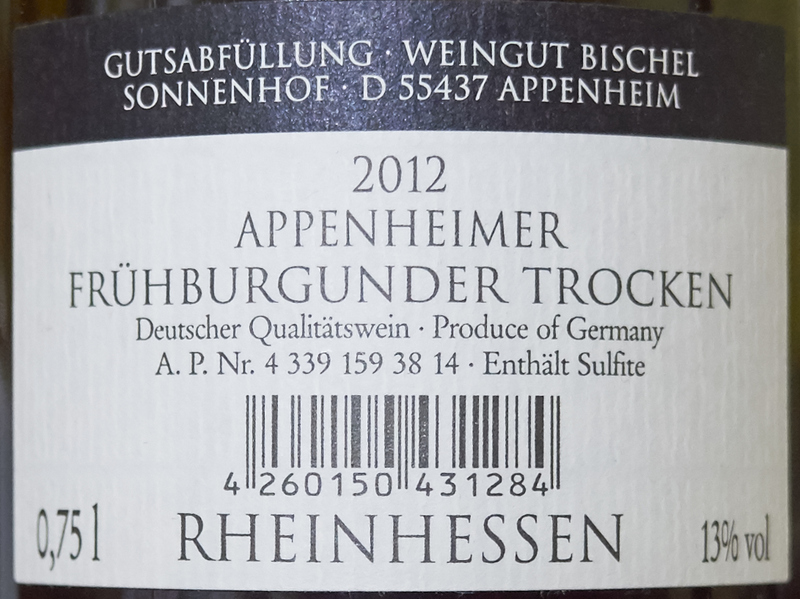 GUTSABFÜLLUNG · WEINGUT BISCHEL
SONNENHOF · D 55437 APPENHEIM
2012
APPENHEIMER
FRÜHBURGUNDER TROCKEN
Deutscher Qualitätswein · Produce of Germany
A. P. Nr. 4 339 159 38 14 · Enthält Sulfite
4 260150 431284
0,75 l RHEINHESSEN 13% vol